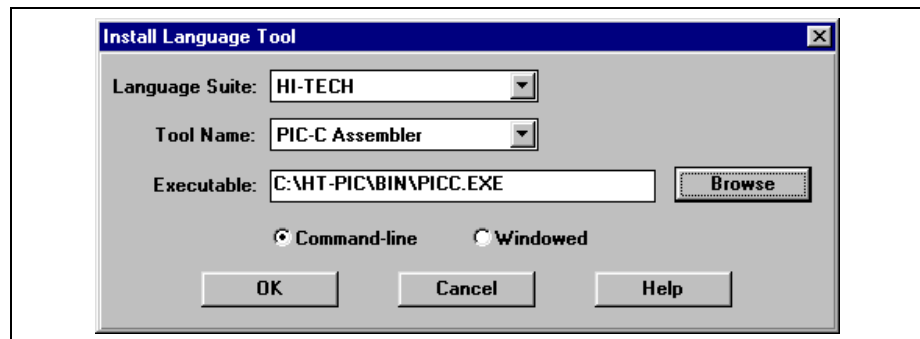 Install Language Tool
Language Suite: HI-TECH
Tool Name: PIC-C Assembler
Executable: C:\HT-PIC\BIN\PICC.EXE Browse
Command-line Windowed
OK Cancel Help